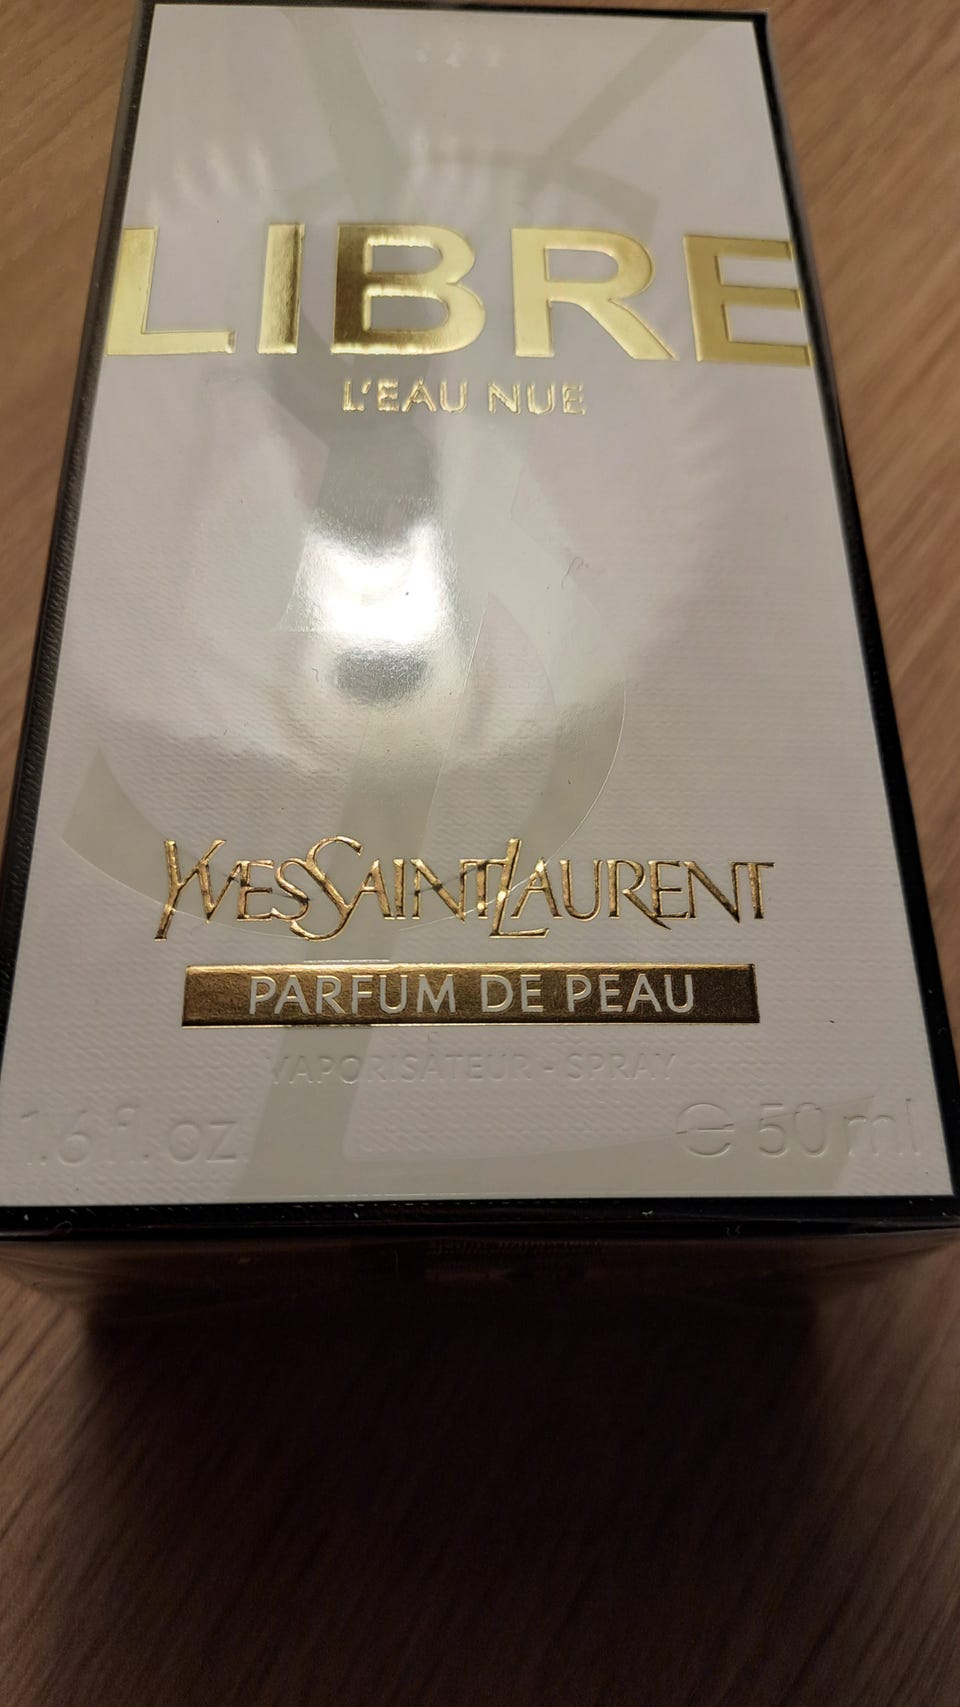 LIBRE
L'EAU NUE
YVESSAINTLAURENT
PARFUM DE PEAU
VAPORISATEUR - SPRAY
1.6 fl. oz. ℮ 50 ml